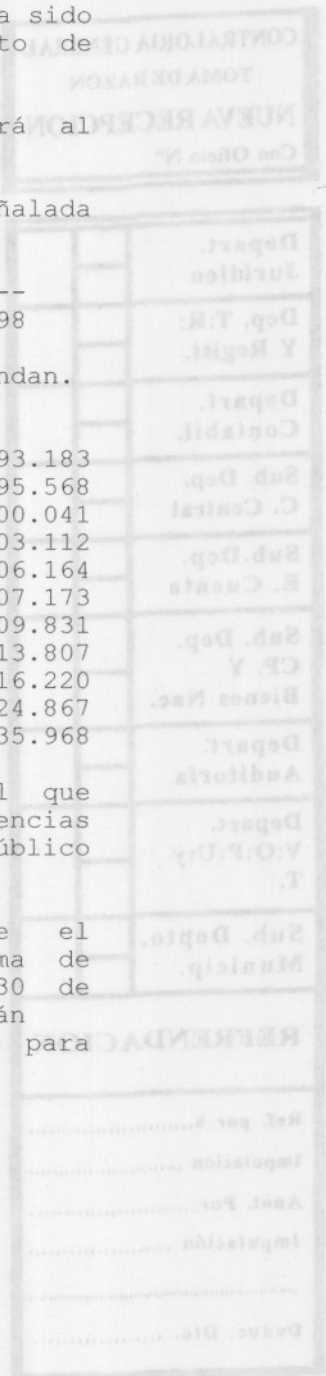 a sido
to de
rá al
ñalada
--
98
ndan.
93.183
95.568
00.041
03.112
06.164
07.173
09.831
13.807
16.220
24.867
35.968
l que
encias
úblico
e el
ma de
30 de
án
para
CONTRALORIA GENERAL
TOMA DE RAZON
NUEVA RECEPCION
Con Oficio Nº
Depart.
Jurídico
Dep. T.R:
Y Regist.
Depart.
Contabil.
Sub. Dep.
C. Central
Sub.Dep.
E. Cuenta
Sub. Dep.
CP. Y
Bienes Nac.
Depart.
Auditoría
Depart.
V:O:P:U:y
T.
Sub. Depto.
Municip.
REFRENDACION
Ref. por $
Imputación
Anot. Por
Imputación
Deduc. Dto.